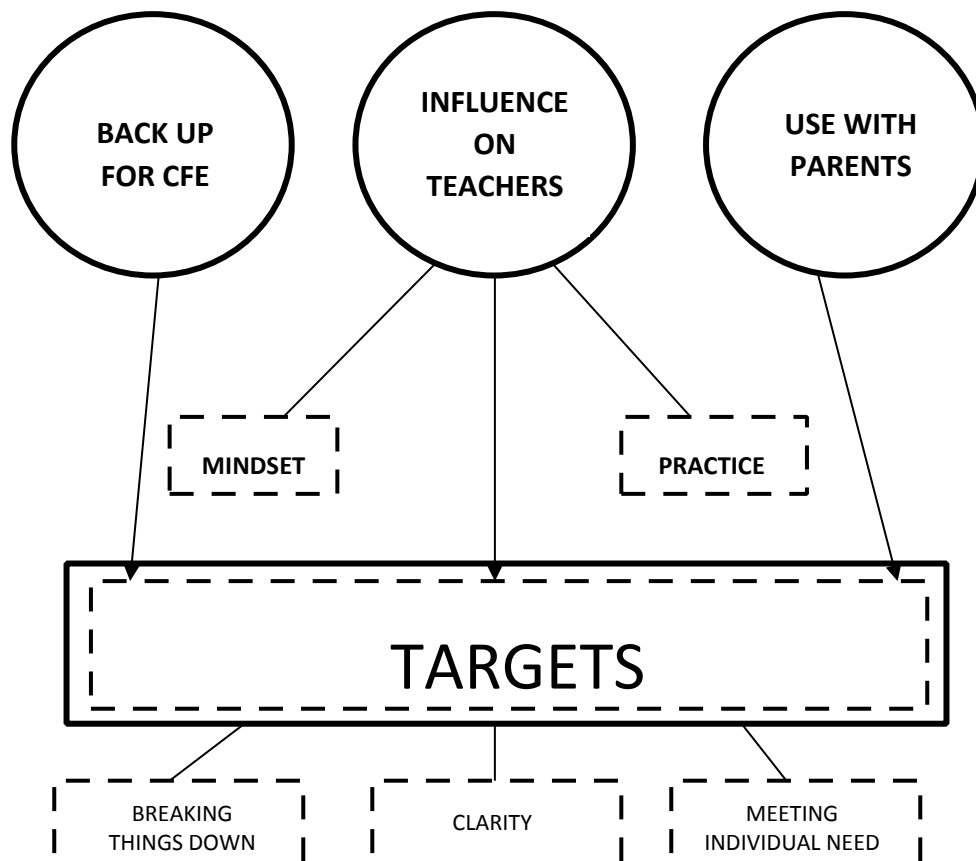 BACK UP
FOR CFE
INFLUENCE
ON
TEACHERS
USE WITH
PARENTS
MINDSET
PRACTICE
TARGETS
BREAKING
THINGS DOWN
CLARITY
MEETING
INDIVIDUAL NEED